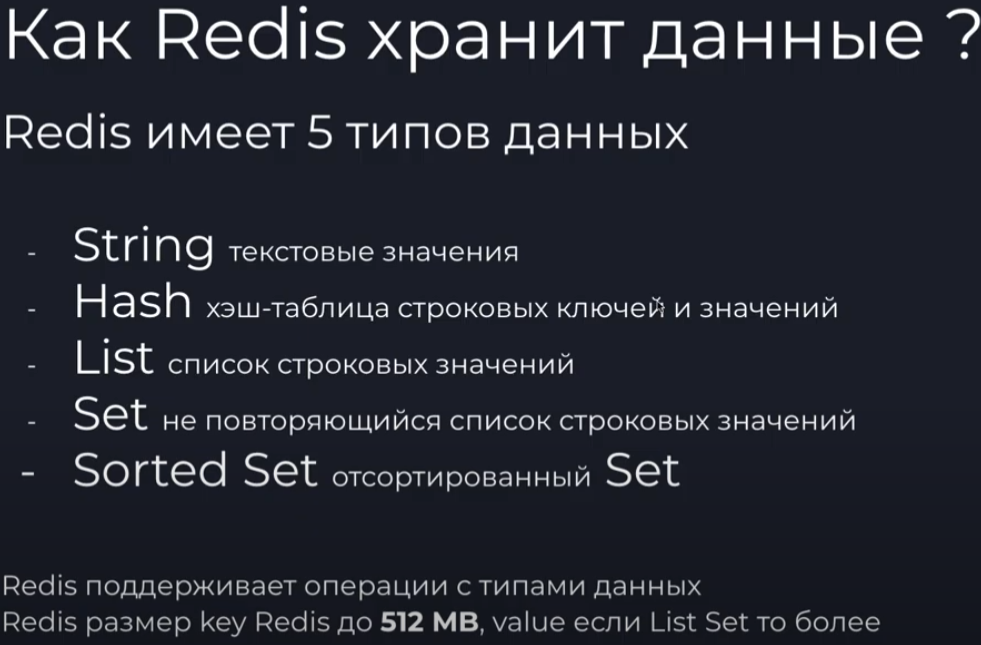 Как Redis хранит данные ?
Redis имеет 5 типов данных
- String текстовые значения
- Hash хэш-таблица строковых ключей и значений
- List список строковых значений
- Set не повторяющийся список строковых значений
- Sorted Set отсортированный Set
Redis поддерживает операции с типами данных
Redis размер key Redis до 512 MB, value если List Set то более